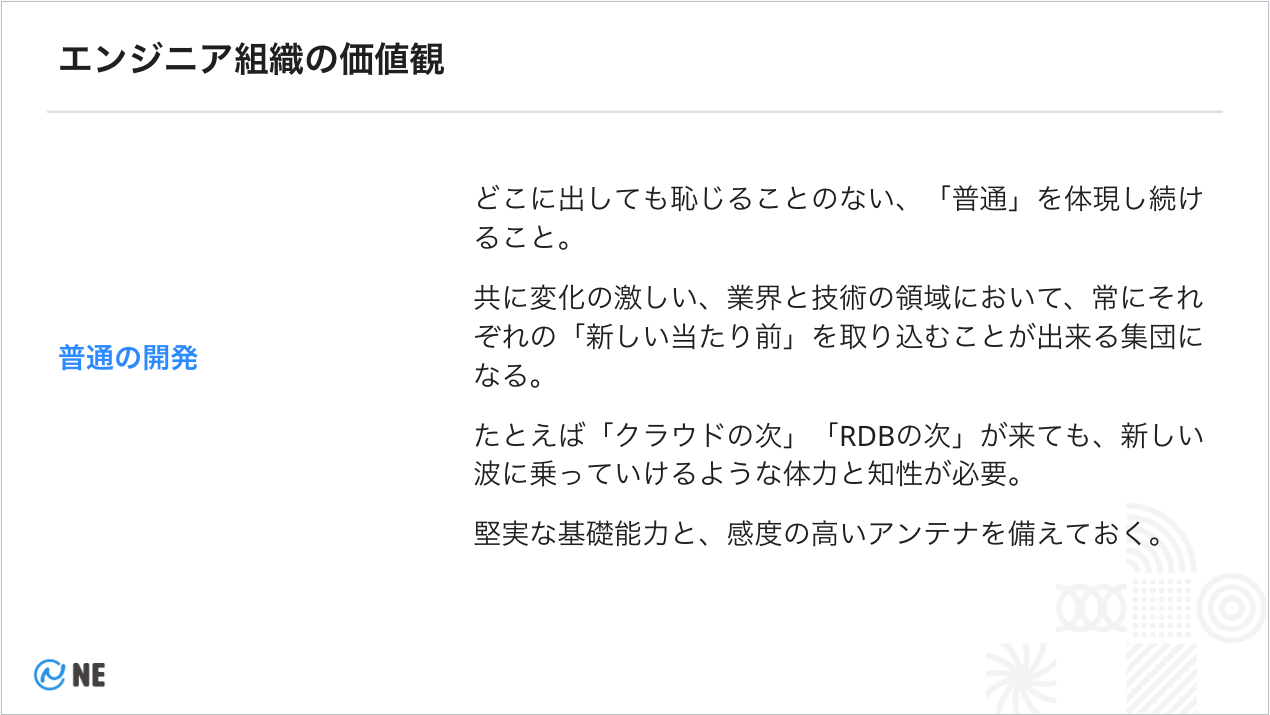 エンジニア組織の価値観
普通の開発
どこに出しても恥じることのない、「普通」を体現し続け
ること。
共に変化の激しい、業界と技術の領域において、常にそれ
ぞれの「新しい当たり前」を取り込むことが出来る集団に
なる。
たとえば「クラウドの次」「RDBの次」が来ても、新しい
波に乗っていけるような体力と知性が必要。
堅実な基礎能力と、感度の高いアンテナを備えておく。
NE